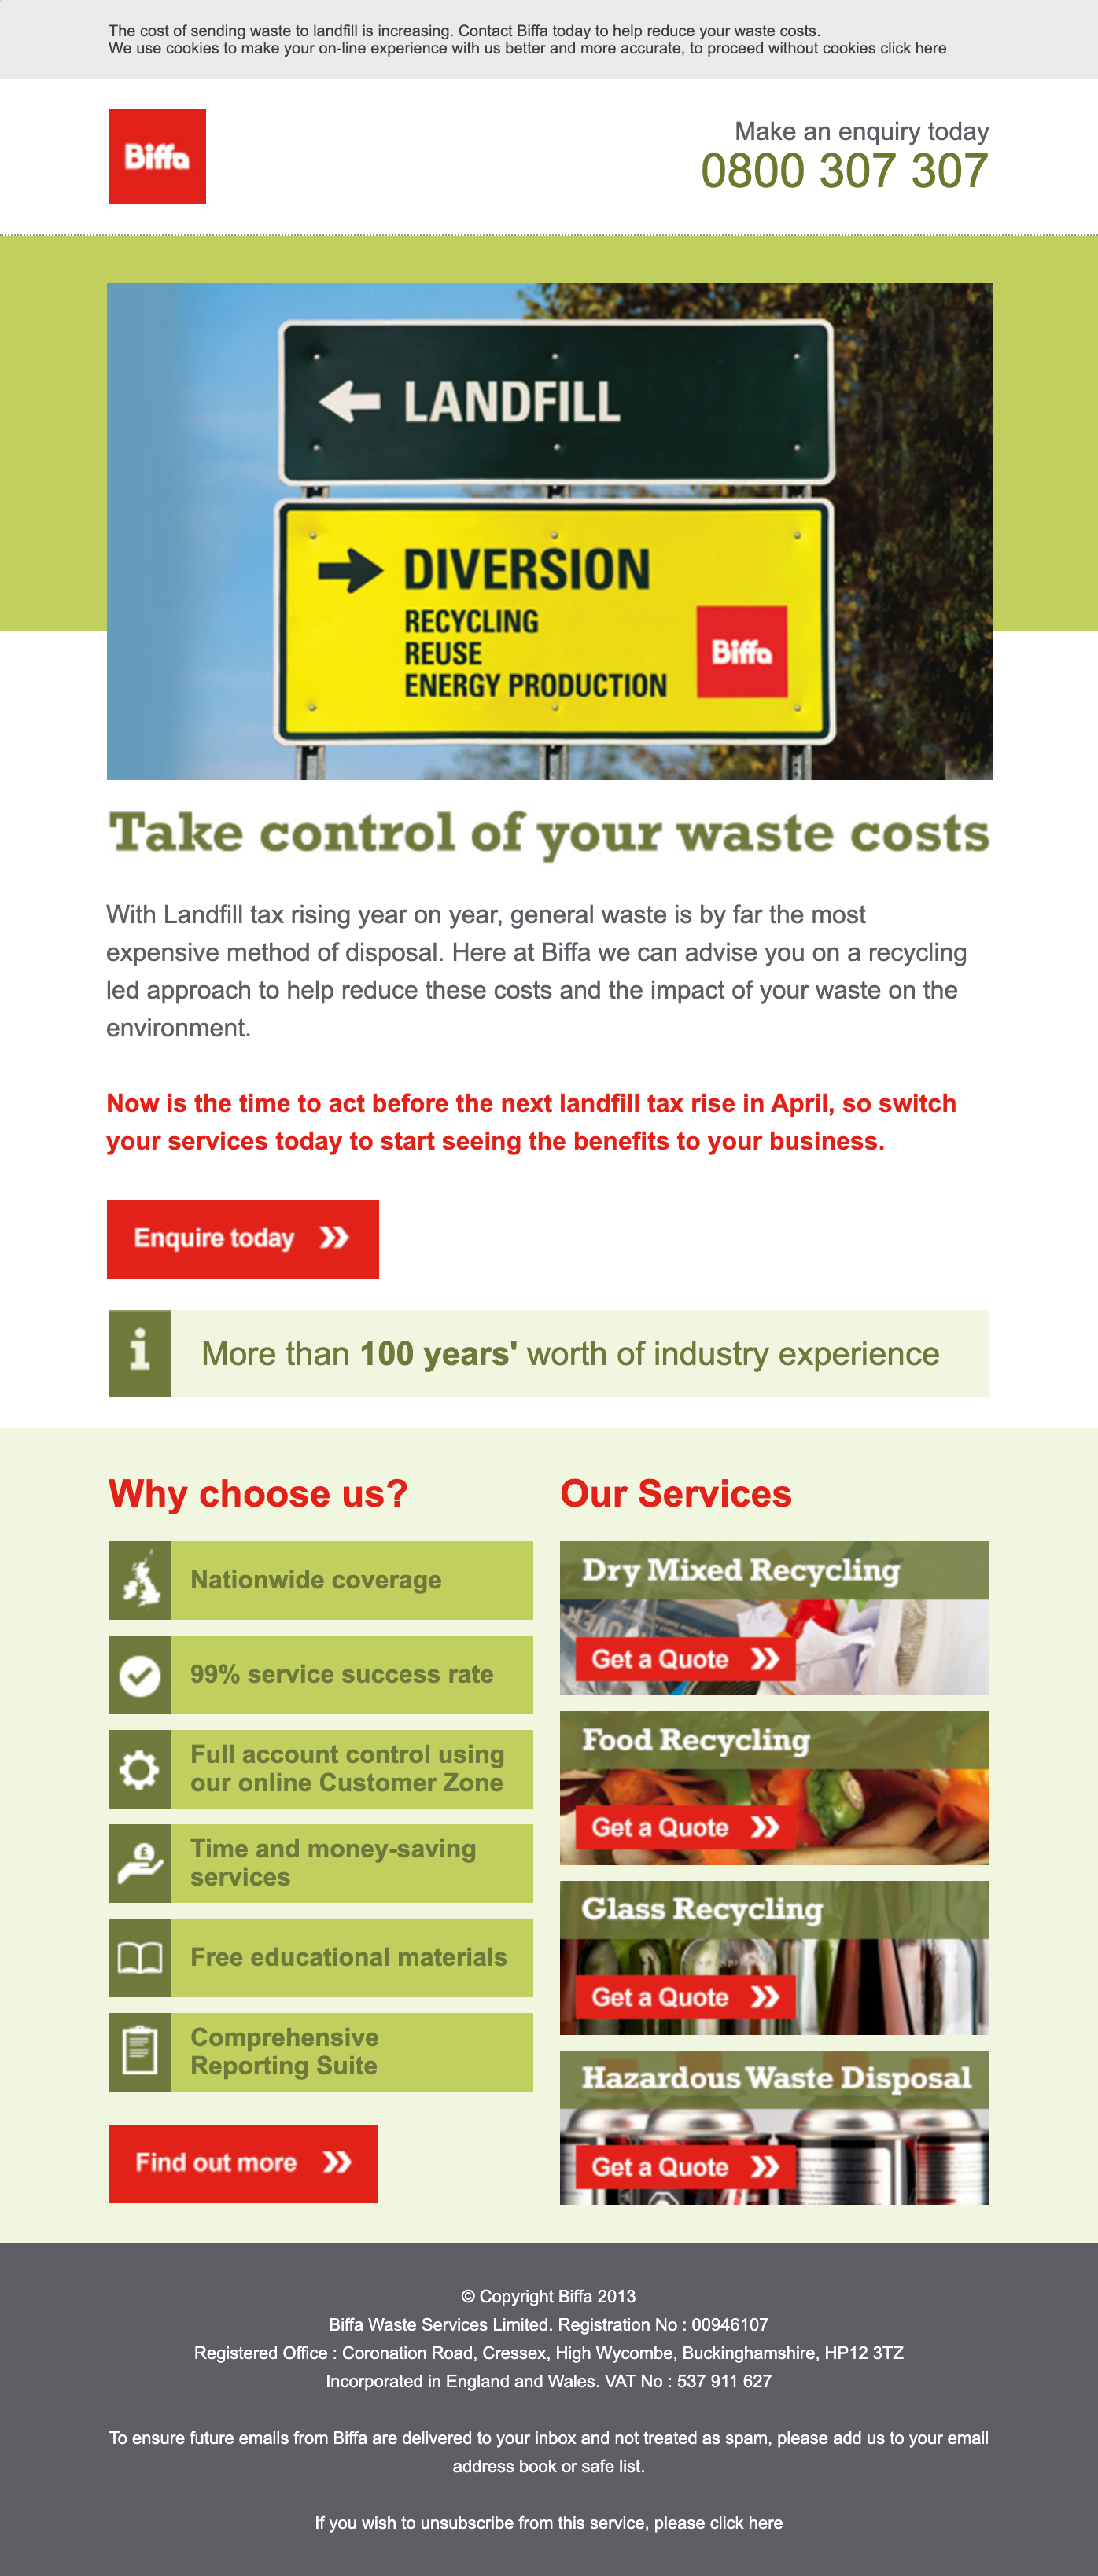 The cost of sending waste to landfill is increasing. Contact Biffa today to help reduce your waste costs.
We use cookies to make your on-line experience with us better and more accurate, to proceed without cookies click here
Biffa
Make an enquiry today
0800 307 307
LANDFILL
DIVERSION
RECYCLING
REUSE
ENERGY PRODUCTION
Biffa
Take control of your waste costs
With Landfill tax rising year on year, general waste is by far the most
expensive method of disposal. Here at Biffa we can advise you on a recycling
led approach to help reduce these costs and the impact of your waste on the
environment.
Now is the time to act before the next landfill tax rise in April, so switch
your services today to start seeing the benefits to your business.
Enquire today
i More than 100 years' worth of industry experience
Why choose us?
Nationwide coverage
99% service success rate
Full account control using
our online Customer Zone
£
Time and money-saving
services
Free educational materials
Comprehensive
Reporting Suite
Find out more
Our Services
Dry Mixed Recycling
Get a Quote
Food Recycling
Get a Quote
Glass Recycling
Get a Quote
Hazardous Waste Disposal
Get a Quote
© Copyright Biffa 2013
Biffa Waste Services Limited. Registration No : 00946107
Registered Office : Coronation Road, Cressex, High Wycombe, Buckinghamshire, HP12 3TZ
Incorporated in England and Wales. VAT No : 537 911 627
To ensure future emails from Biffa are delivered to your inbox and not treated as spam, please add us to your email
address book or safe list.
If you wish to unsubscribe from this service, please click here